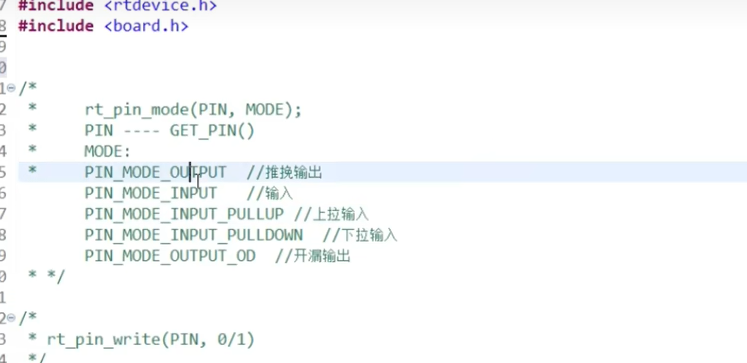 7 #include <rtdevice.h>
8 #include <board.h>
9
0
1 /*
2 * rt_pin_mode(PIN, MODE);
3 * PIN ---- GET_PIN()
4 * MODE:
5 * PIN_MODE_OUTPUT //推换输出
6 PIN_MODE_INPUT //输入
7 PIN_MODE_INPUT_PULLUP //上拉输入
8 PIN_MODE_INPUT_PULLDOWN //下拉输入
9 PIN_MODE_OUTPUT_OD //开漏输出
0 * */
1
2 /*
3 * rt_pin_write(PIN, 0/1)
4 */